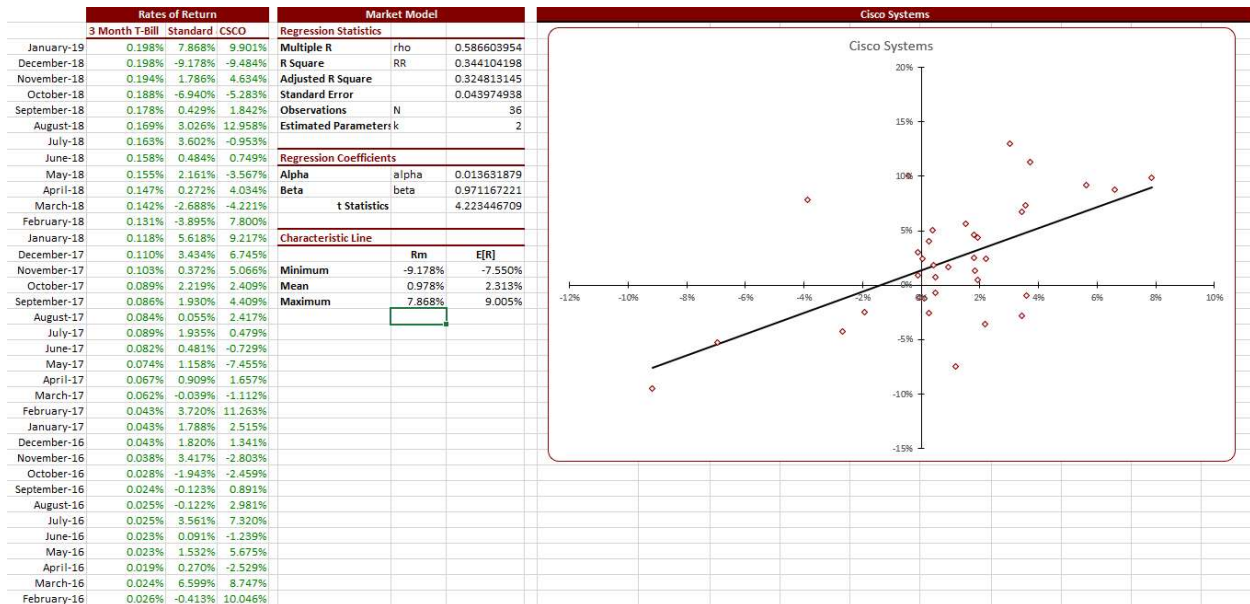 Rates of Return Market Model Cisco Systems
3 Month T-Bill Standard CSCO Regression Statistics
January-19 0.198% 7.868% 9.901% Multiple R rho 0.586603954
December-18 0.198% -9.178% -9.484% R Square RR 0.344104198
November-18 0.194% 1.786% 4.634% Adjusted R Square 0.324813145
October-18 0.188% -6.940% -5.283% Standard Error 0.043974938
September-18 0.178% 0.429% 1.842% Observations N 36
August-18 0.169% 3.026% 12.958% Estimated Parameters k 2
July-18 0.163% 3.602% -0.953%
June-18 0.158% 0.484% 0.749% Regression Coefficients
May-18 0.155% 2.161% -3.567% Alpha alpha 0.013631879
April-18 0.147% 0.272% 4.034% Beta beta 0.971167221
March-18 0.142% -2.688% -4.221% t Statistics 4.223446709
February-18 0.131% -3.895% 7.800%
January-18 0.118% 5.618% 9.217% Characteristic Line
December-17 0.110% 3.434% 6.745% Rm E[R]
November-17 0.103% 0.372% 5.066% Minimum -9.178% -7.550%
October-17 0.089% 2.219% 2.409% Mean 0.978% 2.313%
September-17 0.086% 1.930% 4.409% Maximum 7.868% 9.005%
August-17 0.084% 0.055% 2.417%
July-17 0.089% 1.935% 0.479%
June-17 0.082% 0.481% -0.729%
May-17 0.074% 1.158% -7.455%
April-17 0.067% 0.909% 1.657%
March-17 0.062% -0.039% -1.112%
February-17 0.043% 3.720% 11.263%
January-17 0.043% 1.788% 2.515%
December-16 0.043% 1.820% 1.341%
November-16 0.038% 3.417% -2.803%
October-16 0.028% -1.943% -2.459%
September-16 0.024% -0.123% 0.891%
August-16 0.025% -0.122% 2.981%
July-16 0.025% 3.561% 7.320%
June-16 0.023% 0.091% -1.239%
May-16 0.023% 1.532% 5.675%
April-16 0.019% 0.270% -2.529%
March-16 0.024% 6.599% 8.747%
February-16 0.026% -0.413% 10.046%
Cisco Systems
20%
15%
10%
5%
0%
-12% -10% -8% -6% -4% -2% 0% 2% 4% 6% 8% 10%
-5%
-10%
-15%